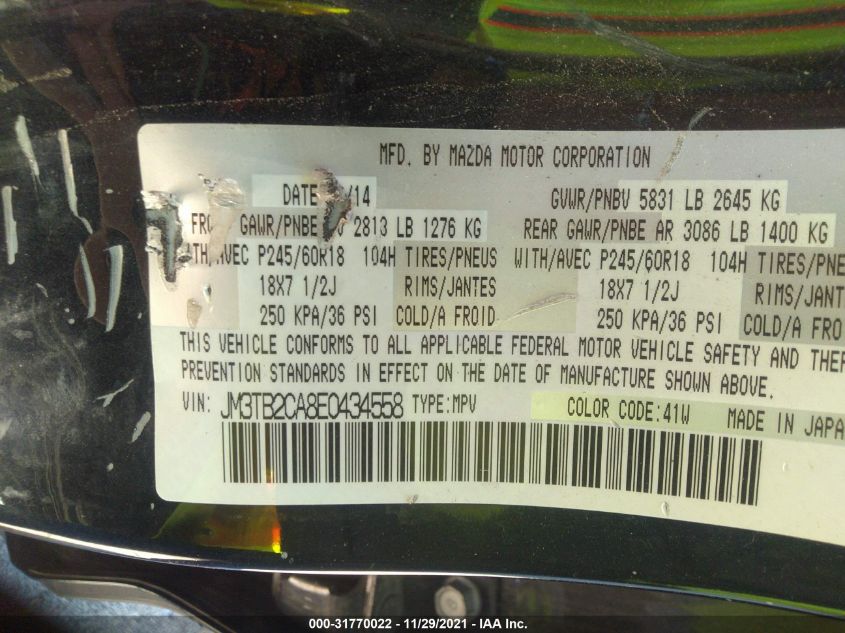 MFD. BY MAZDA MOTOR CORPORATION
DATE /14 GVWR/PNBV 5831 LB 2645 KG
GAWR/PNBE 2813 LB 1276 KG REAR GAWR/PNBE AR 3086 LB 1400 KG
WITH/AVEC P245/60R18 104H TIRES/PNEUS WITH/AVEC P245/60R18 104H TIRES/PNE
18X7 1/2J RIMS/JANTES 18X7 1/2J RIMS/JANT
250 KPA/36 PSI COLD/A FROID 250 KPA/36 PSI COLD/A FRO
THIS VEHICLE CONFORMS TO ALL APPLICABLE FEDERAL MOTOR VEHICLE SAFETY AND THEF
PREVENTION STANDARDS IN EFFECT ON THE DATE OF MANUFACTURE SHOWN ABOVE.
VIN: JM3TB2CA8E0434558 TYPE:MPV COLOR CODE:41W MADE IN JAPA
000-31770022 - 11/29/2021 - IAA Inc.